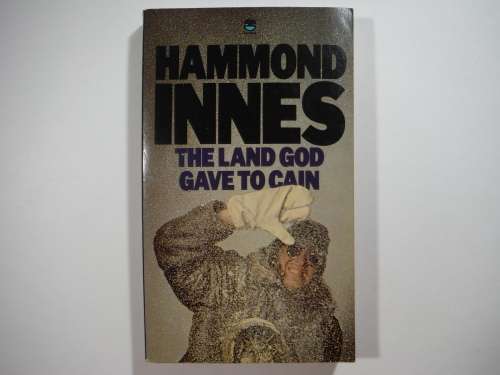 HAMMOND
INNES
THE LAND GOD
GAVE TO CAIN